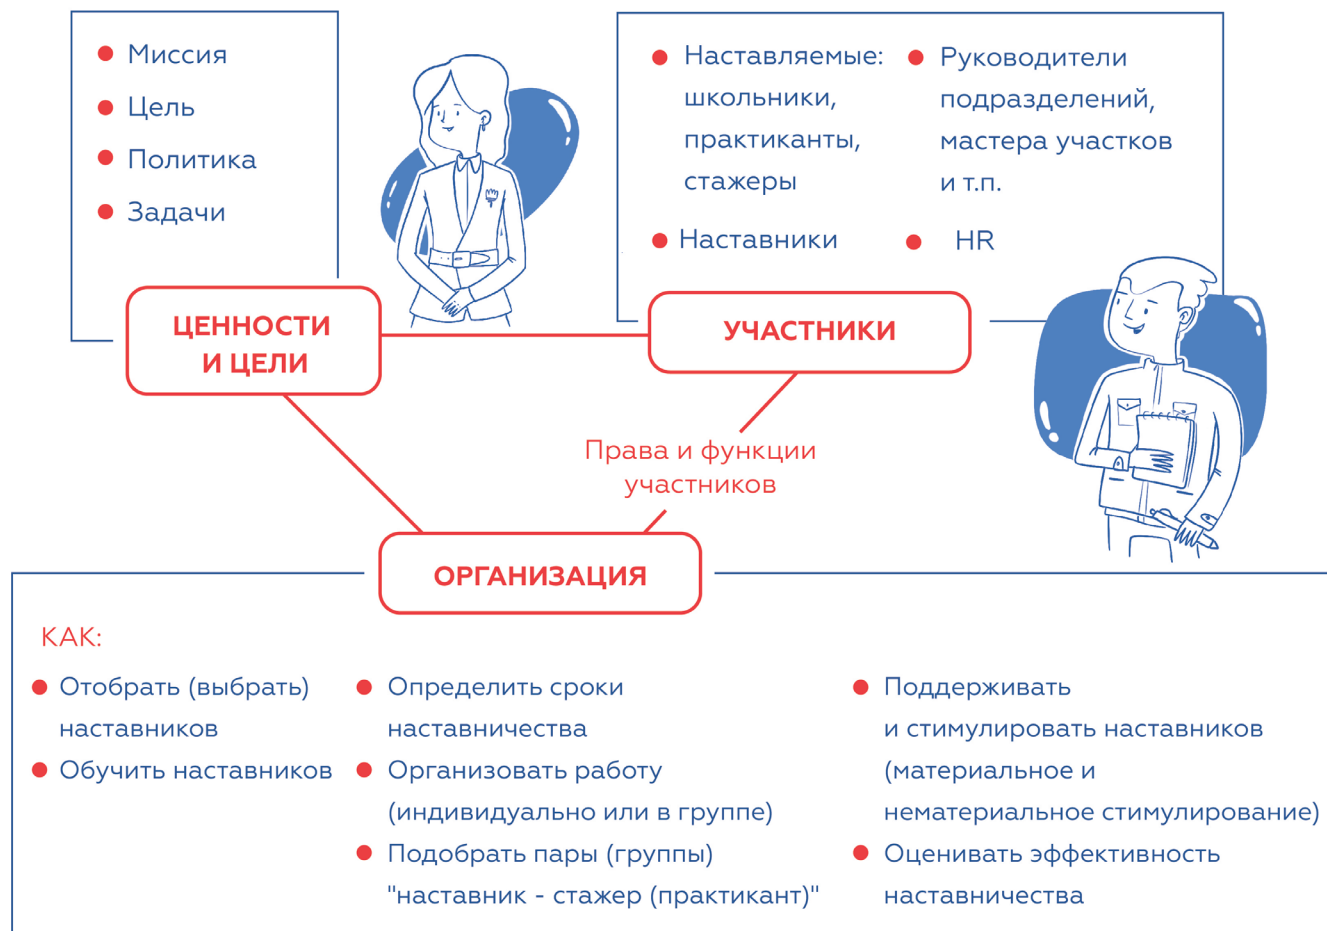 Миссия
Цель
Политика
Задачи
ЦЕННОСТИ
И ЦЕЛИ
Наставляемые:
школьники,
практиканты,
стажеры
Наставники
Руководители
подразделений,
мастера участков
и т.п.
HR
УЧАСТНИКИ
Права и функции
участников
ОРГАНИЗАЦИЯ
КАК:
Отобрать (выбрать)
наставников
Обучить наставников
Определить сроки
наставничества
Организовать работу
(индивидуально или в группе)
Подобрать пары (группы)
"наставник - стажер (практикант)"
Поддерживать
и стимулировать наставников
(материальное и
нематериальное стимулирование)
Оценивать эффективность
наставничества